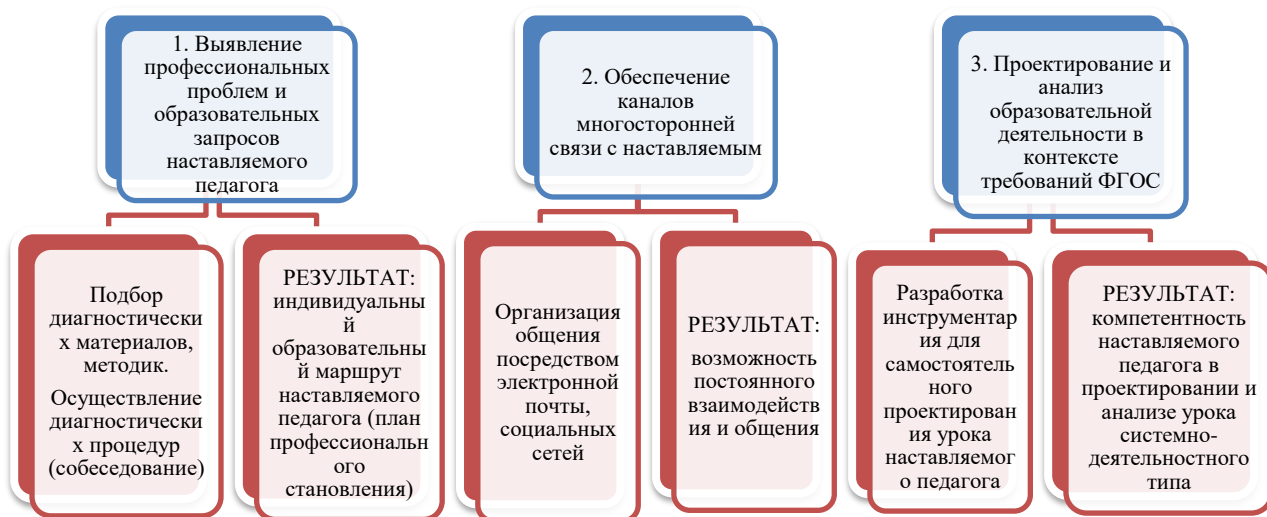 1. Выявление
профессиональных
проблем и
образовательных
запросов
наставляемого
педагога
2. Обеспечение
каналов
многосторонней
связи с наставляемым
3. Проектирование и
анализ
образовательной
деятельности в
контексте
требований ФГОС
Подбор
диагностически
х материалов,
методик.
Осуществление
диагностически
х процедур
(собеседование)
РЕЗУЛЬТАТ:
индивидуальны
й
образовательны
й маршрут
наставляемого
педагога (план
профессиональн
ого
становления)
Организация
общения
посредством
электронной
почты,
социальных
сетей
РЕЗУЛЬТАТ:
возможность
постоянного
взаимодейств
ия и общения
Разработка
инструментар
ия для
самостоятель
ного
проектирован
ия урока
наставляемог
о педагога
РЕЗУЛЬТАТ:
компетентность
наставляемого
педагога в
проектировании и
анализе урока
системно-
деятельностного
типа